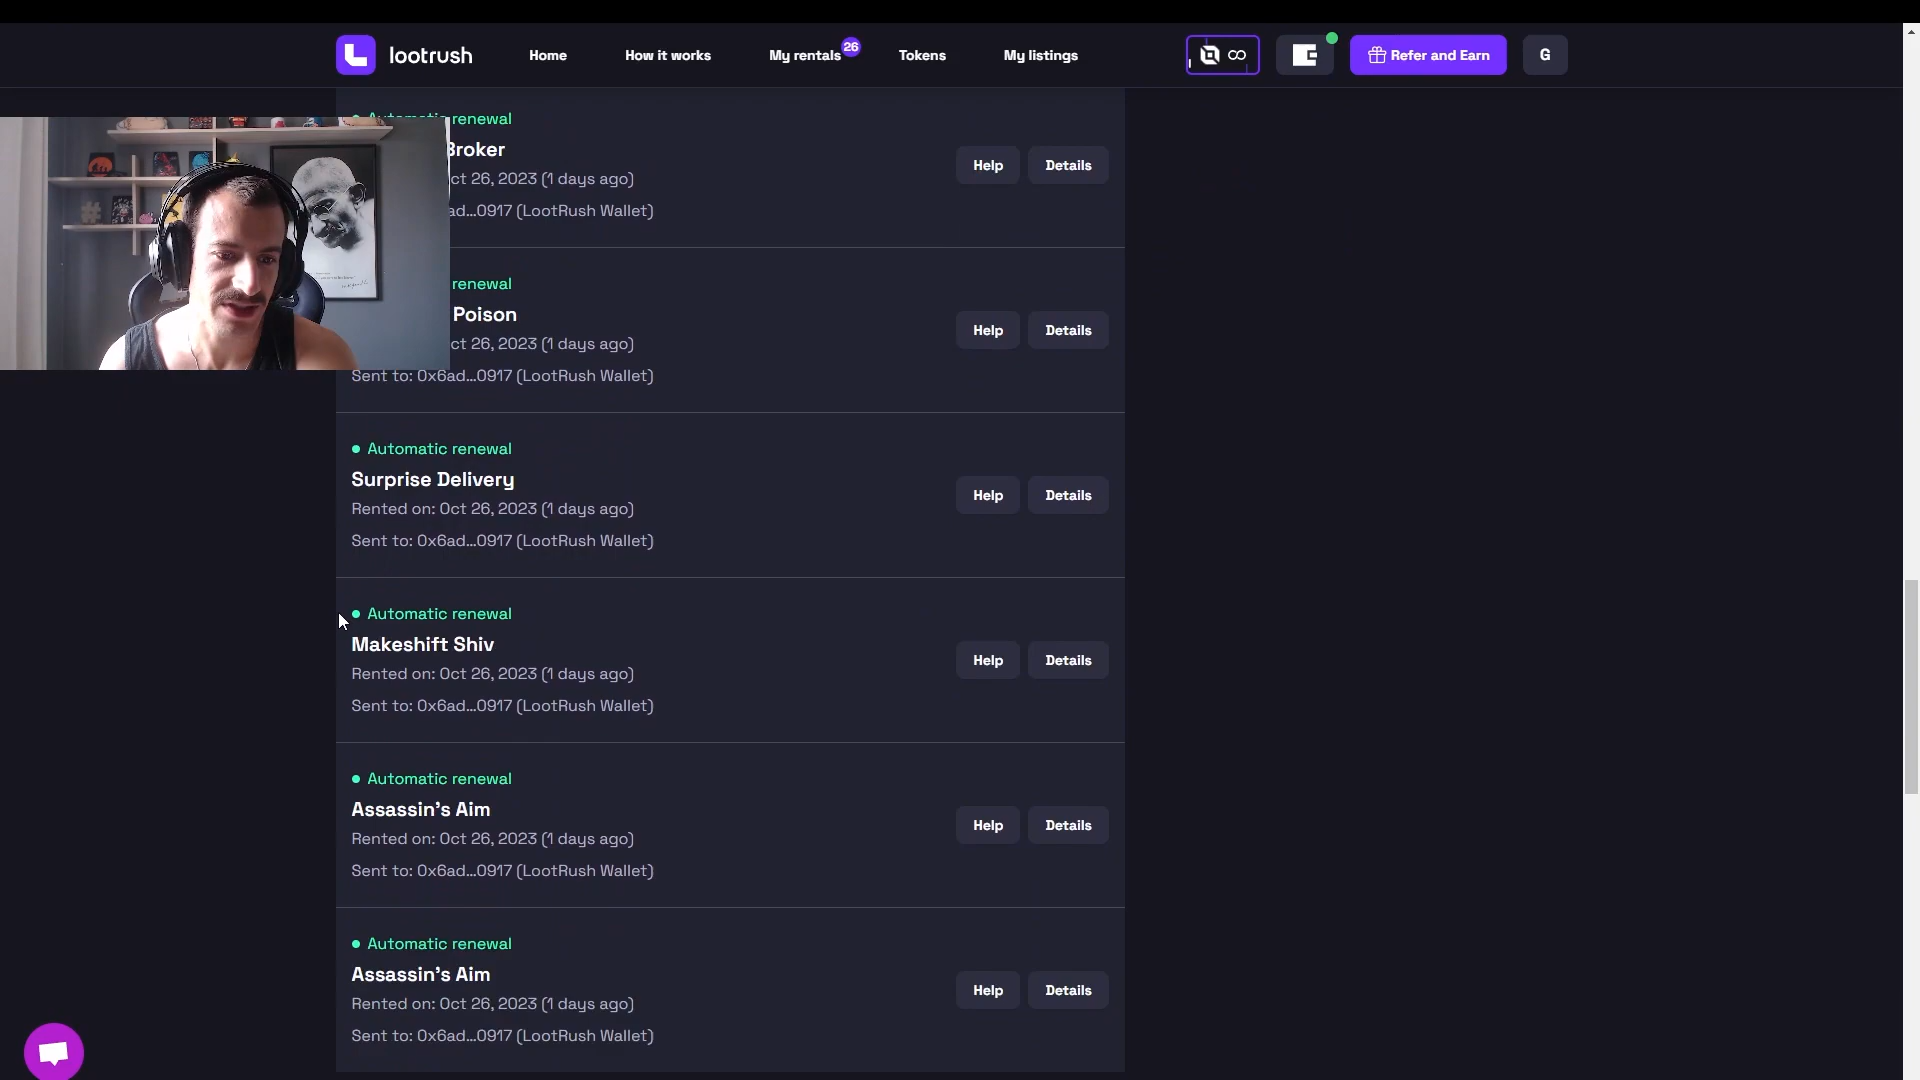 lootrush
Home
How it works
My rentals
26
Tokens
My listings
Refer and Earn
G
Automatic renewal
Broker
ct 26, 2023 (1 days ago)
ad...0917 (LootRush Wallet)
Help
Details
renewal
Poison
ct 26, 2023 (1 days ago)
Sent to: 0x6ad...0917 (LootRush Wallet)
Help
Details
Automatic renewal
Surprise Delivery
Rented on: Oct 26, 2023 (1 days ago)
Sent to: 0x6ad...0917 (LootRush Wallet)
Help
Details
Automatic renewal
Makeshift Shiv
Rented on: Oct 26, 2023 (1 days ago)
Sent to: 0x6ad...0917 (LootRush Wallet)
Help
Details
Automatic renewal
Assassin’s Aim
Rented on: Oct 26, 2023 (1 days ago)
Sent to: 0x6ad...0917 (LootRush Wallet)
Help
Details
Automatic renewal
Assassin’s Aim
Rented on: Oct 26, 2023 (1 days ago)
Sent to: 0x6ad...0917 (LootRush Wallet)
Help
Details